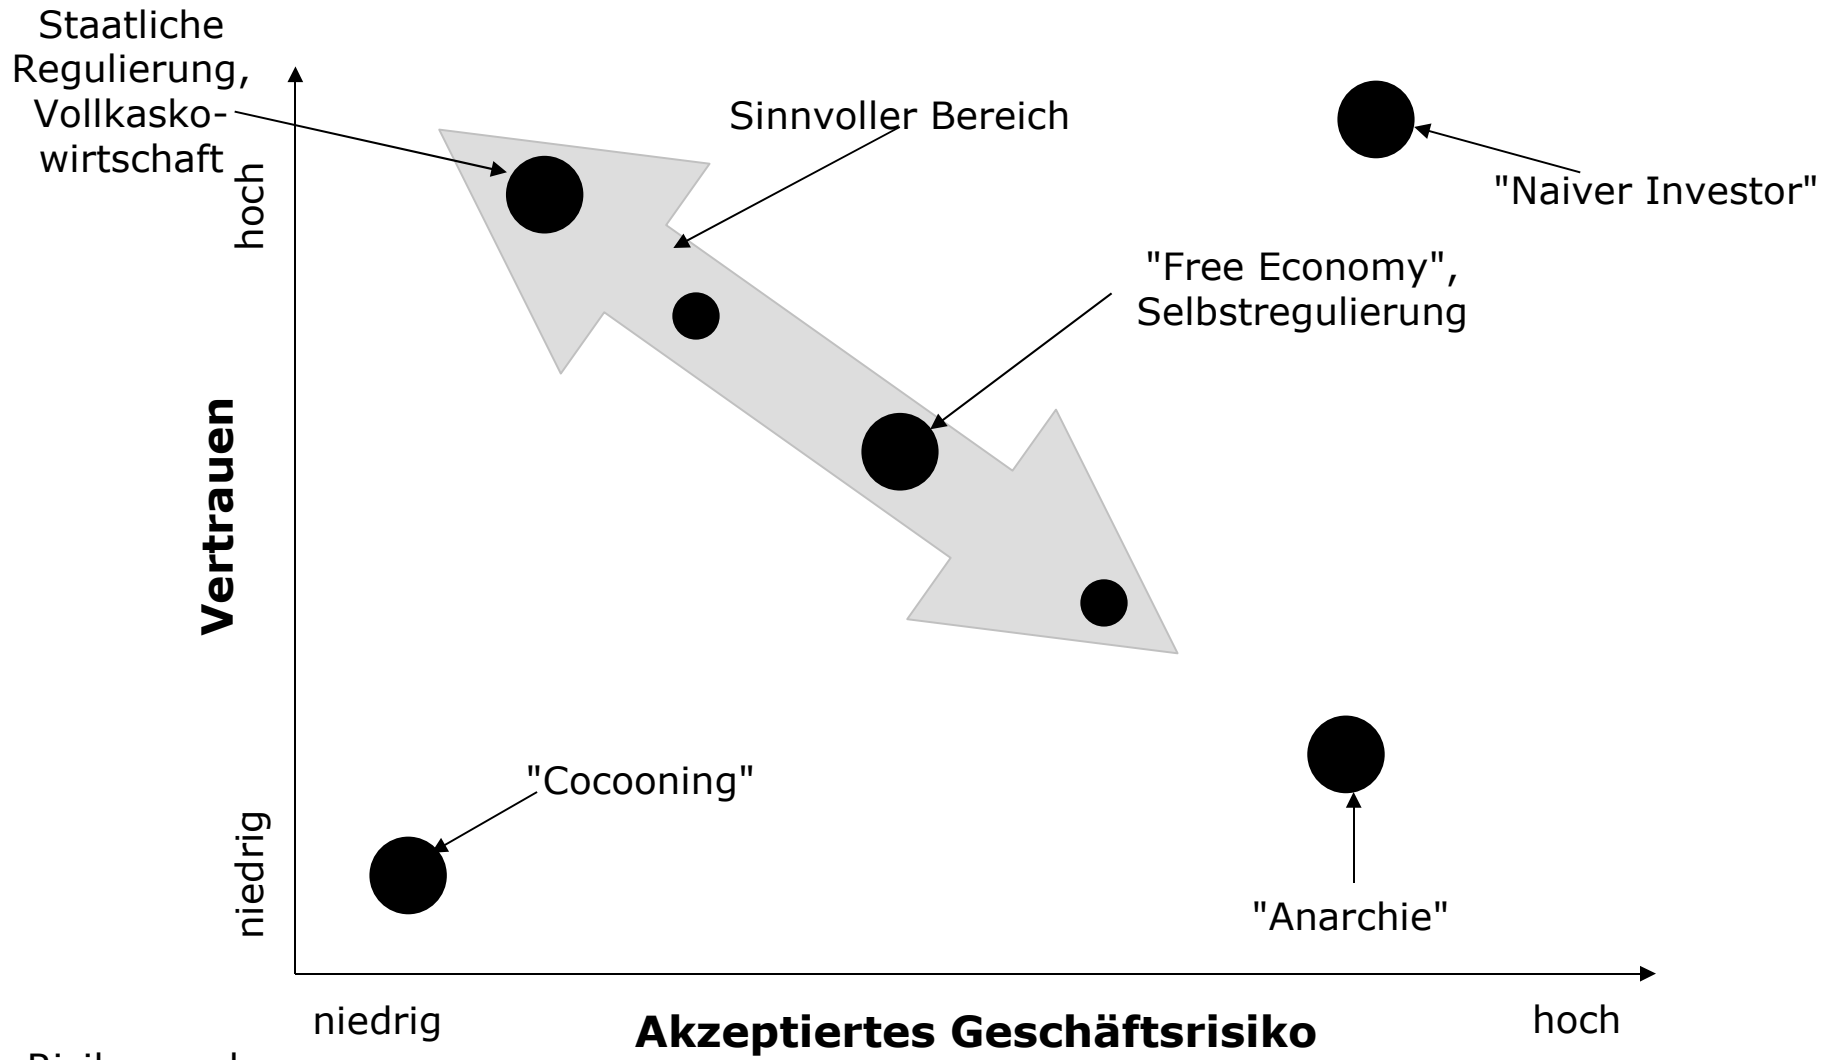 Staatliche
Regulierung,
Vollkasko-
wirtschaft
hoch
Sinnvoller Bereich
"Naiver Investor"
"Free Economy",
Selbstregulierung
Vertrauen
"Cocooning"
niedrig
"Anarchie"
niedrig
Akzeptiertes Geschäftsrisiko
hoch